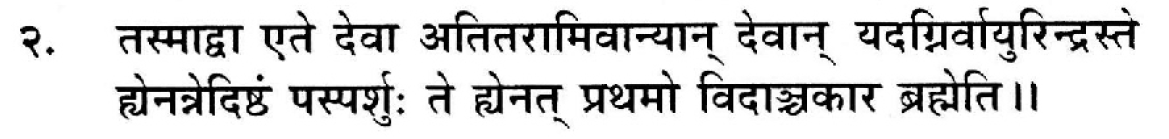 २. तस्माद्वा एते देवा अतितरामिवान्यान् देवान् यदग्निर्वायुरिन्द्रस्ते
ह्येनन्नेदिष्ठं पस्पर्शुः ते ह्येनत् प्रथमो विदाञ्चकार ब्रह्मेति॥